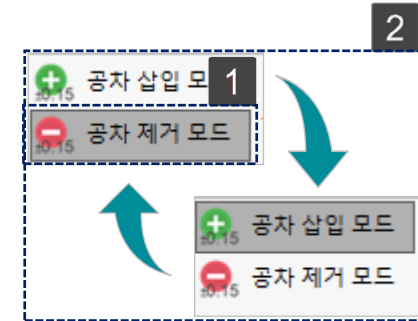 2
±0.15 공차 삽입 모
1
±0.15 공차 제거 모드
±0.15 공차 삽입 모드
±0.15 공차 제거 모드